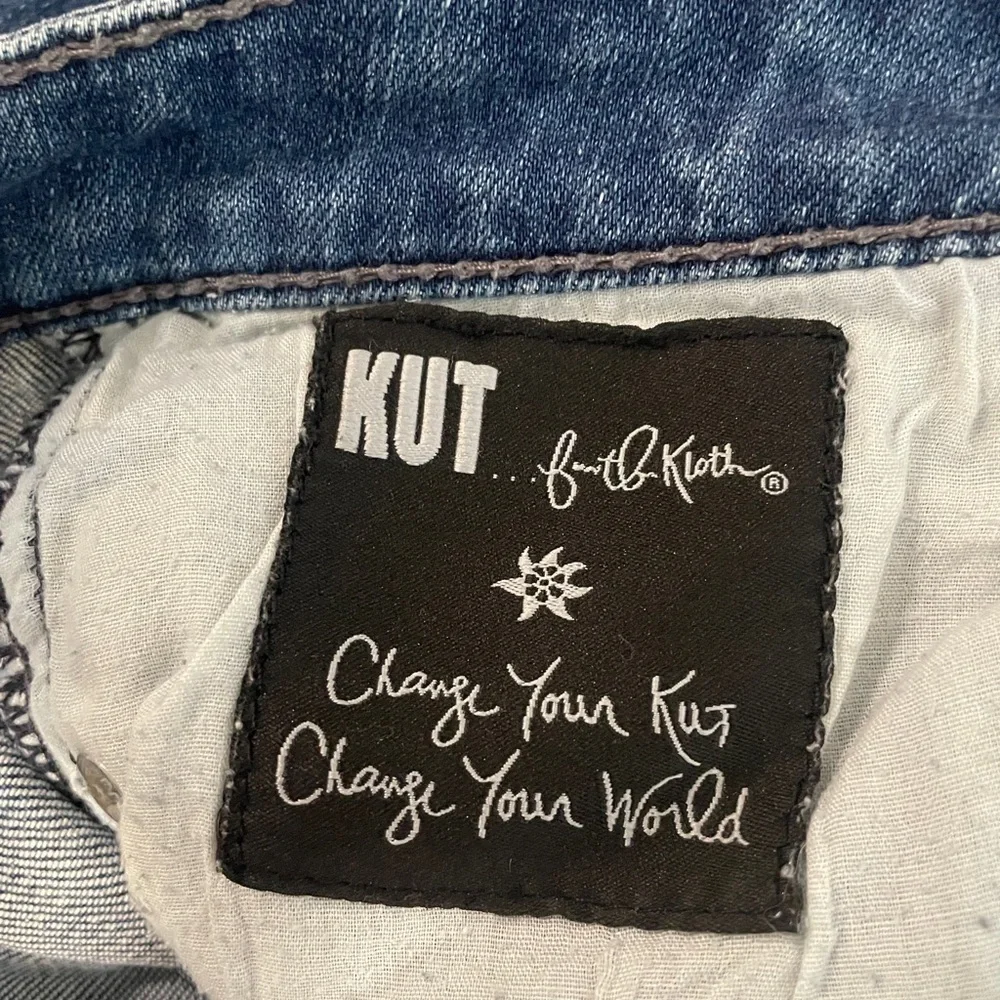 KUT
...from the Kloth®
Change Your Kut
Change Your World